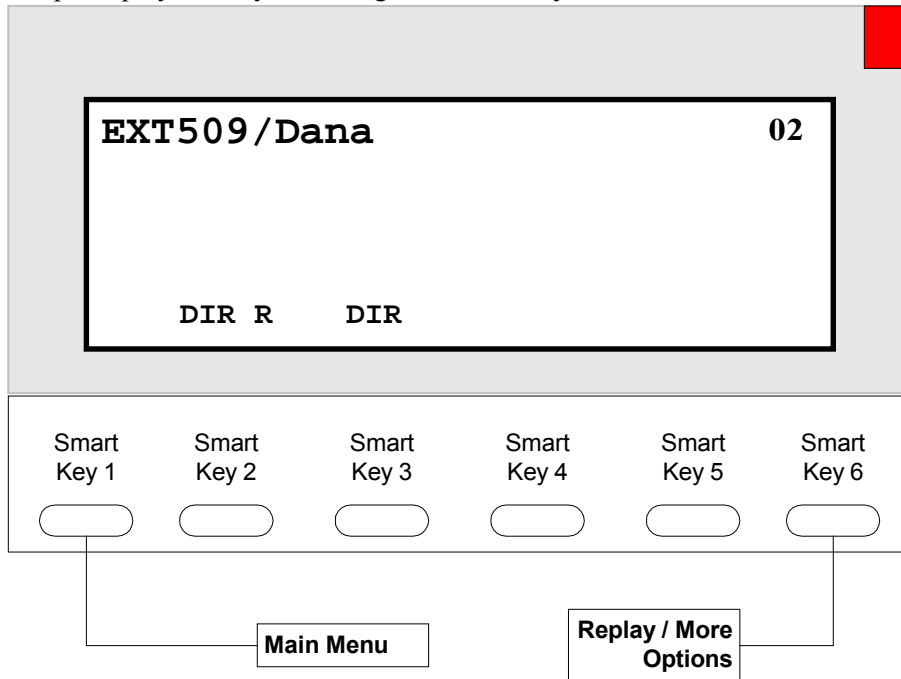 EXT509/Dana 02
DIR R DIR
Smart Key 1
Smart Key 2
Smart Key 3
Smart Key 4
Smart Key 5
Smart Key 6
Main Menu
Replay / More
Options